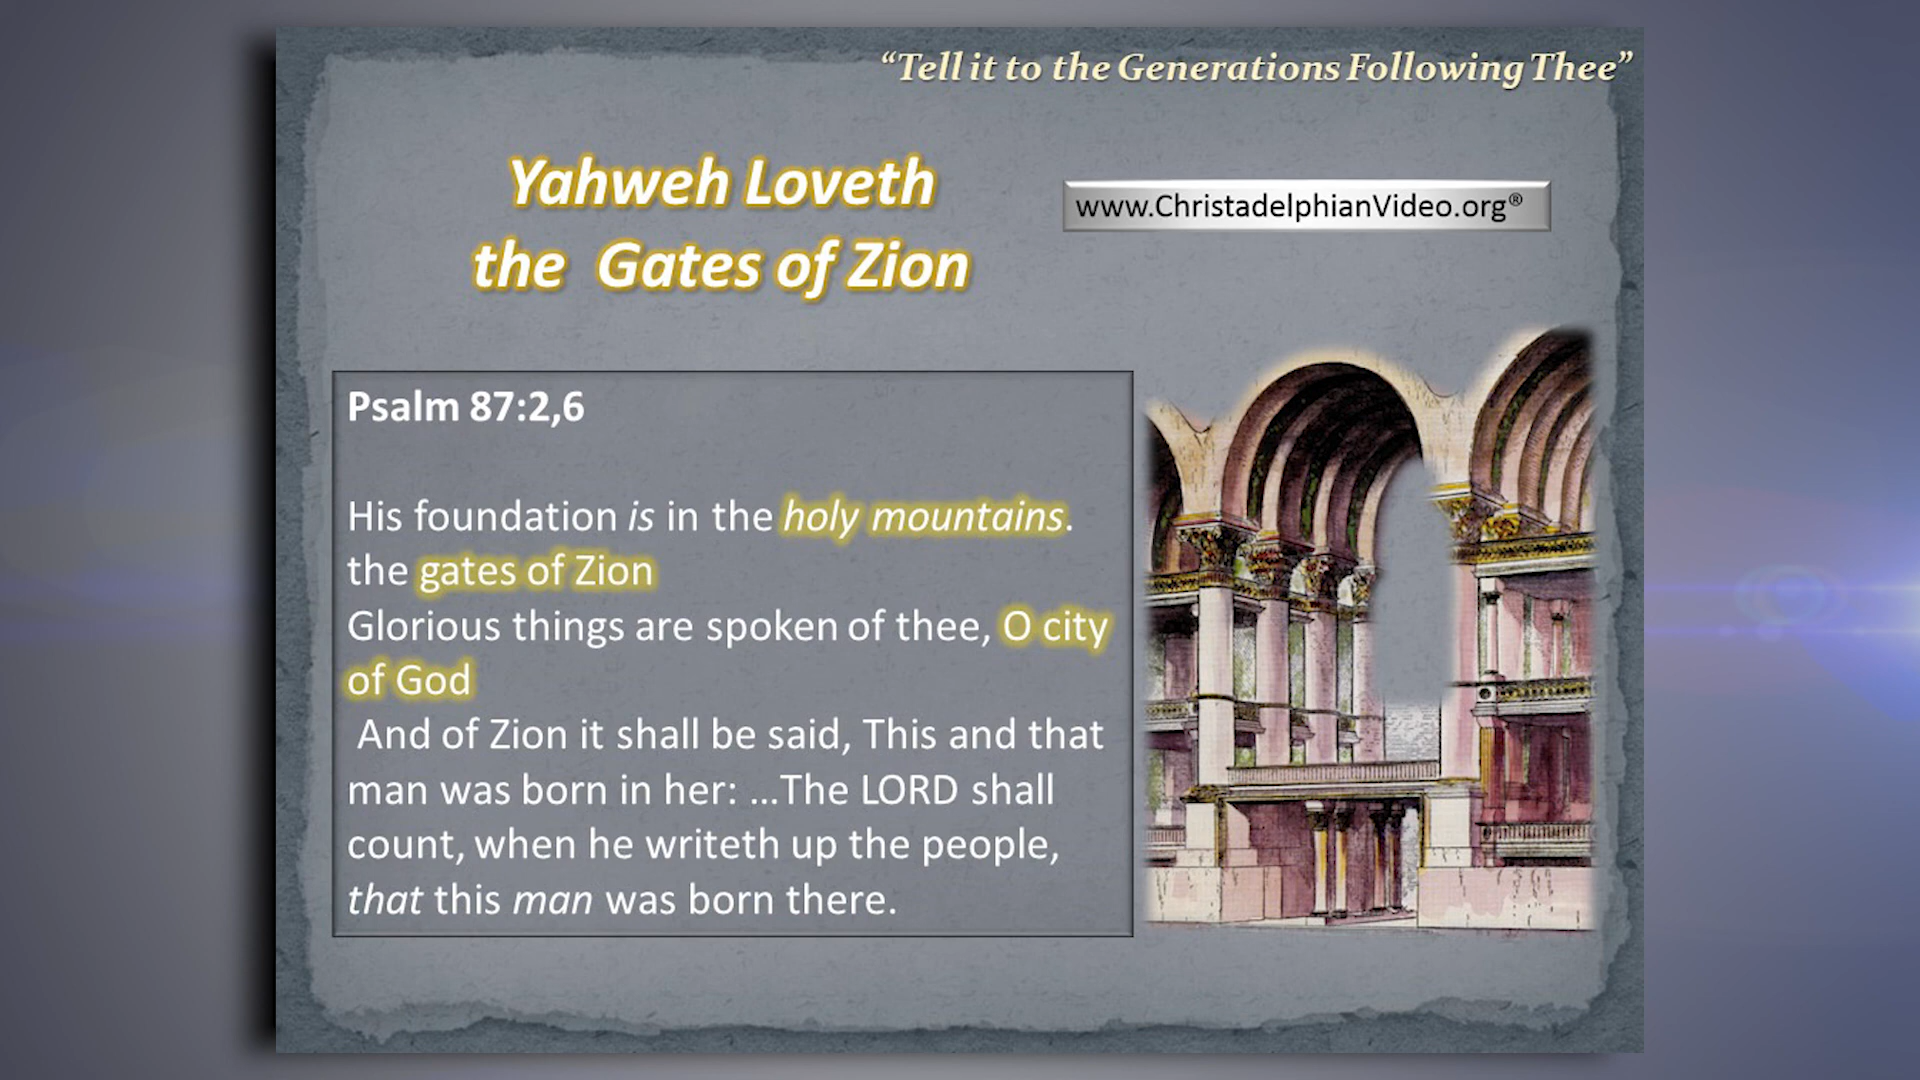 “Tell it to the Generations Following Thee”
Yahweh Loveth
the Gates of Zion
www.ChristadelphianVideo.org®
Psalm 87:2,6
His foundation is in the holy mountains.
the gates of Zion
Glorious things are spoken of thee, O city
of God
And of Zion it shall be said, This and that
man was born in her: ...The LORD shall
count, when he writeth up the people,
that this man was born there.